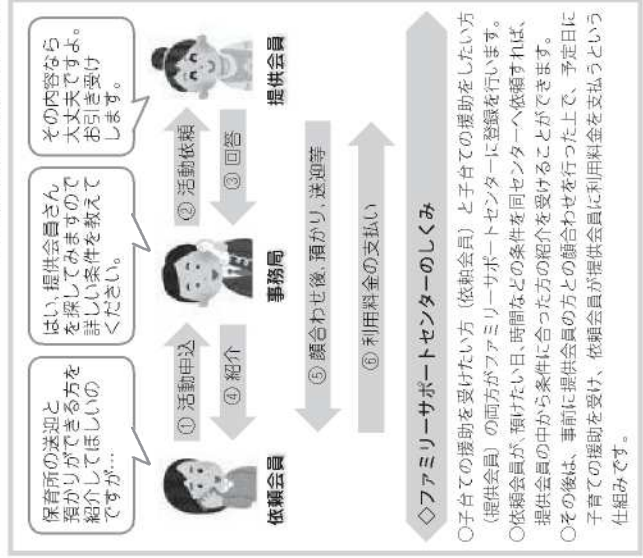 保育所の送迎と
預かりができる方を
紹介してほしいの
ですが…
はい、提供会員さん
を探してみますので
詳しい条件を教えて
ください。
その内容なら
大丈夫ですよ。
お引き受け
します。
①活動申込
④紹介
②活動依頼
③回答
依頼会員
事務局
提供会員
⑤顔合わせ後、預かり、送迎等
⑥利用料金の支払い
◇ファミリーサポートセンターのしくみ
○子育ての援助を受けたい方（依頼会員）と子育ての援助をしたい方
（提供会員）の両方がファミリーサポートセンターに登録を行います。
○依頼会員が、預けたい日、時間などの条件を同センターへ依頼すれば、
提供会員の中から条件に合った方の紹介を受けることができます。
○その後は、事前に提供会員の方との顔合わせを行った上で、予定日に
子育ての援助を受け、依頼会員が提供会員に利用料金を支払うという
仕組みです。